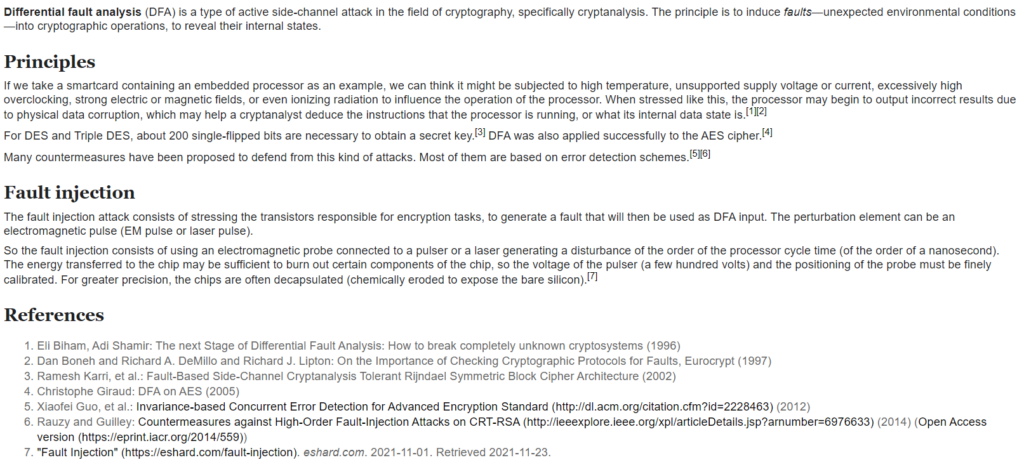 Differential fault analysis (DFA) is a type of active side-channel attack in the field of cryptography, specifically cryptanalysis. The principle is to induce faults—unexpected environmental conditions
—into cryptographic operations, to reveal their internal states.
Principles
If we take a smartcard containing an embedded processor as an example, we can think it might be subjected to high temperature, unsupported supply voltage or current, excessively high
overclocking, strong electric or magnetic fields, or even ionizing radiation to influence the operation of the processor. When stressed like this, the processor may begin to output incorrect results due
to physical data corruption, which may help a cryptanalyst deduce the instructions that the processor is running, or what its internal data state is.[1][2]
For DES and Triple DES, about 200 single-flipped bits are necessary to obtain a secret key.[3] DFA was also applied successfully to the AES cipher.[4]
Many countermeasures have been proposed to defend from this kind of attacks. Most of them are based on error detection schemes.[5][6]
Fault injection
The fault injection attack consists of stressing the transistors responsible for encryption tasks, to generate a fault that will then be used as DFA input. The perturbation element can be an
electromagnetic pulse (EM pulse or laser pulse).
So the fault injection consists of using an electromagnetic probe connected to a pulser or a laser generating a disturbance of the order of the processor cycle time (of the order of a nanosecond).
The energy transferred to the chip may be sufficient to burn out certain components of the chip, so the voltage of the pulser (a few hundred volts) and the positioning of the probe must be finely
calibrated. For greater precision, the chips are often decapsulated (chemically eroded to expose the bare silicon).[7]
References
1. Eli Biham, Adi Shamir: The next Stage of Differential Fault Analysis: How to break completely unknown cryptosystems (1996)
2. Dan Boneh and Richard A. DeMillo and Richard J. Lipton: On the Importance of Checking Cryptographic Protocols for Faults, Eurocrypt (1997)
3. Ramesh Karri, et al.: Fault-Based Side-Channel Cryptanalysis Tolerant Rijndael Symmetric Block Cipher Architecture (2002)
4. Christophe Giraud: DFA on AES (2005)
5. Xiaofei Guo, et al.: Invariance-based Concurrent Error Detection for Advanced Encryption Standard (http://dl.acm.org/citation.cfm?id=2228463) (2012)
6. Rauzy and Guilley: Countermeasures against High-Order Fault-Injection Attacks on CRT-RSA (http://ieeexplore.ieee.org/xpl/articleDetails.jsp?arnumber=6976633) (2014) (Open Access
version (https://eprint.iacr.org/2014/559))
7. "Fault Injection" (https://eshard.com/fault-injection). eshard.com. 2021-11-01. Retrieved 2021-11-23.